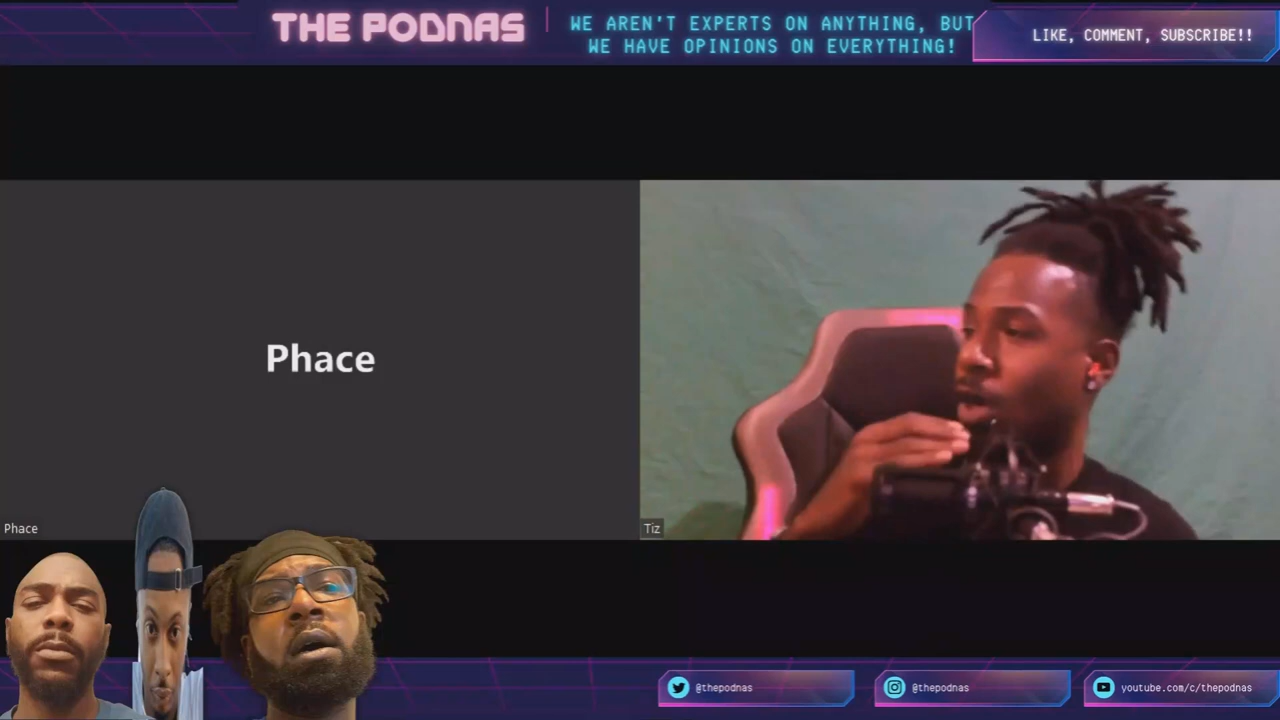 THE PODNAS
WE AREN'T EXPERTS ON ANYTHING, BUT
WE HAVE OPINIONS ON EVERYTHING!
LIKE, COMMENT, SUBSCRIBE!!
Phace
Phace
Tiz
@thepodnas
@thepodnas
youtube.com/c/thepodnas